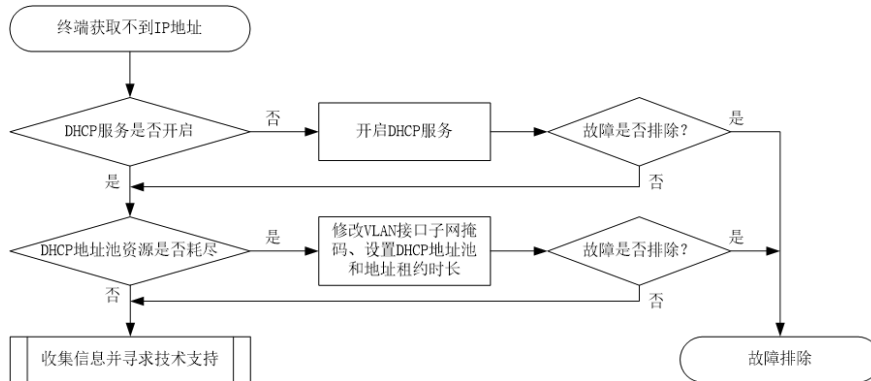 终端获取不到IP地址
DHCP服务是否开启
否
开启DHCP服务
故障是否排除？
是
是
否
DHCP地址池资源是否耗尽
是
修改VLAN接口子网掩
码、设置DHCP地址池
和地址租约时长
故障是否排除？
是
否
否
收集信息并寻求技术支持
故障排除